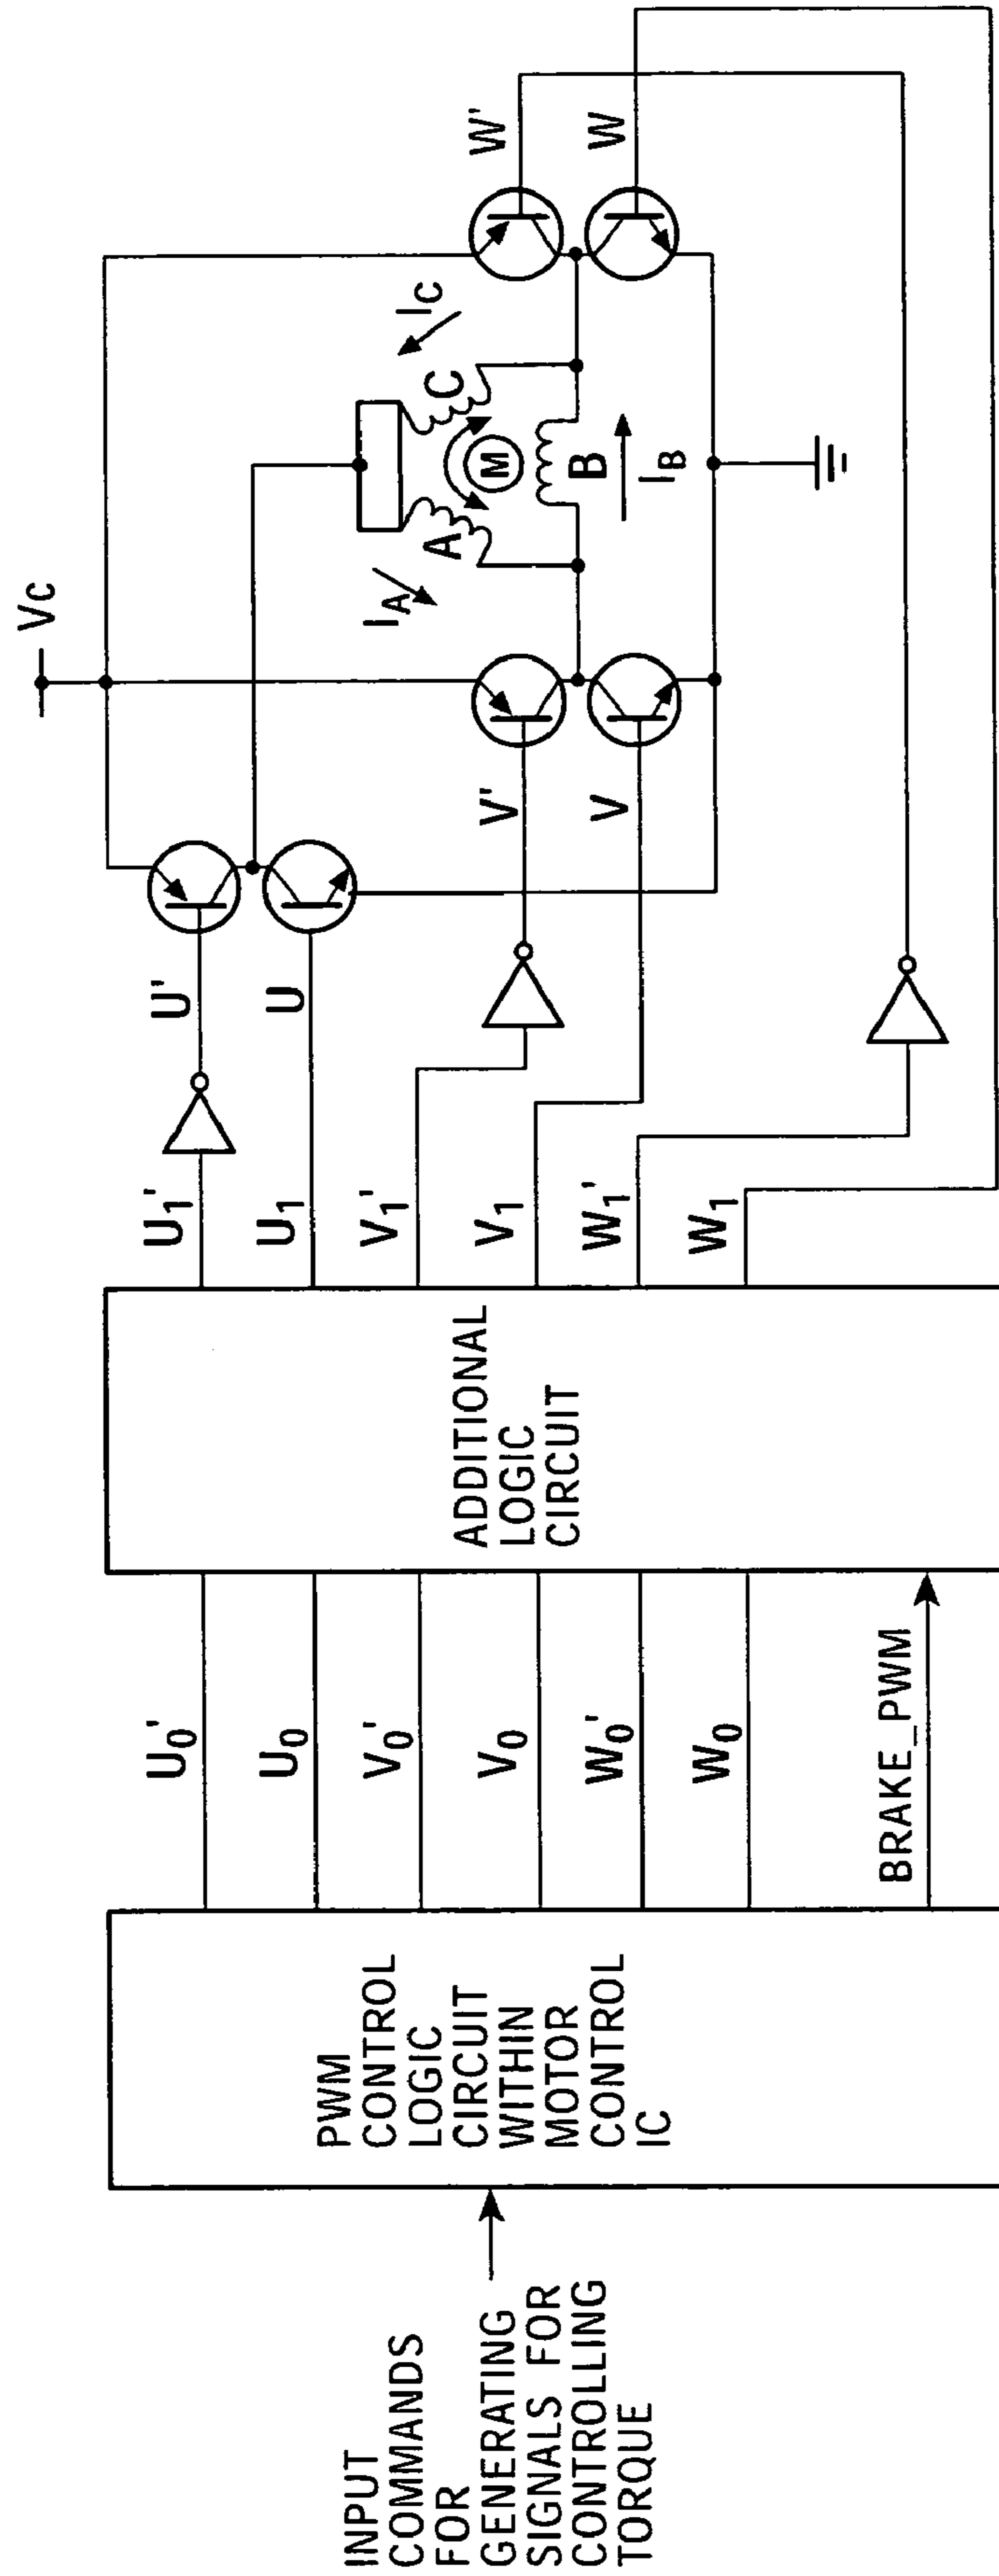 INPUT
COMMANDS
FOR
GENERATING
SIGNALS FOR
CONTROLLING
TORQUE
PWM
CONTROL
LOGIC
CIRCUIT
WITHIN
MOTOR
CONTROL
IC
U0'
U0
V0'
V0
W0'
W0
BRAKE_PWM
ADDITIONAL
LOGIC
CIRCUIT
U1'
U1
V1'
V1
W1'
W1
U'
U
V'
V
Vc
IA
A
M
C
IC
B
IB
W'
W